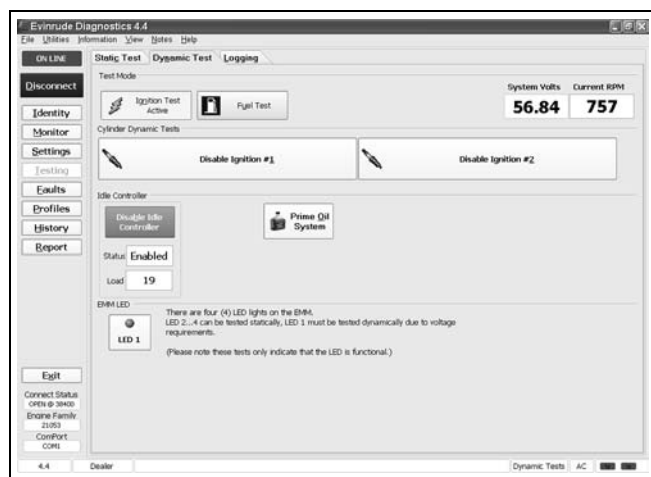 Evinrude Diagnostics 4.4
File Utilities Information View Notes Help
ON LINE
Static Test Dynamic Test Logging
Test Mode
Disconnect
Ignition Test
Active
Fuel Test
System Volts Current RPM
56.84 757
Identity
Monitor
Settings
Testing
Faults
Profiles
History
Report
Cylinder Dynamic Tests
Disable Ignition #1
Disable Ignition #2
Idle Controller
Disable Idle
Controller
Prime Oil
System
Status Enabled
Load 19
EMM LED
LED 1
There are four (4) LED lights on the EMM.
LED 2...4 can be tested statically, LED 1 must be tested dynamically due to voltage
requirements.
(Please note these tests only indicate that the LED is functional.)
Exit
Connect Status
OPEN @ 38400
Engine Family
21053
ComPort
COM1
4.4 Dealer Dynamic Tests AC